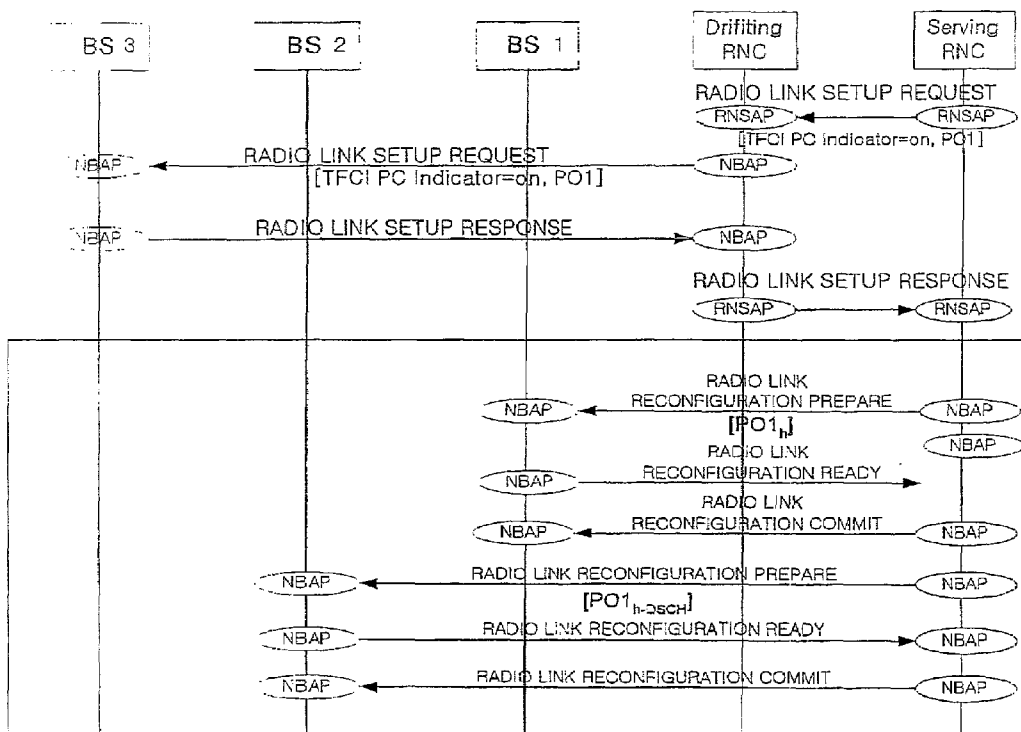 BS 3
BS 2
BS 1
Drifiting
RNC
Serving
RNC
RADIO LINK SETUP REQUEST
RNSAP
RNSAP
[TFCI PC Indicator=on, PO1]
NBAP
RADIO LINK SETUP REQUEST
NBAP
[TFCI PC Indicator=on, PO1]
NBAP
RADIO LINK SETUP RESPONSE
NBAP
RADIO LINK SETUP RESPONSE
RNSAP
RNSAP
RADIO LINK
RECONFIGURATION PREPARE
NBAP
NBAP
[PO1h]
NBAP
RADIO LINK
RECONFIGURATION READY
NBAP
RADIO LINK
RECONFIGURATION COMMIT
NBAP
NBAP
RADIO LINK RECONFIGURATION PREPARE
NBAP
NBAP
[PO1h-DSCH]
RADIO LINK RECONFIGURATION READY
NBAP
NBAP
RADIO LINK RECONFIGURATION COMMIT
NBAP
NBAP